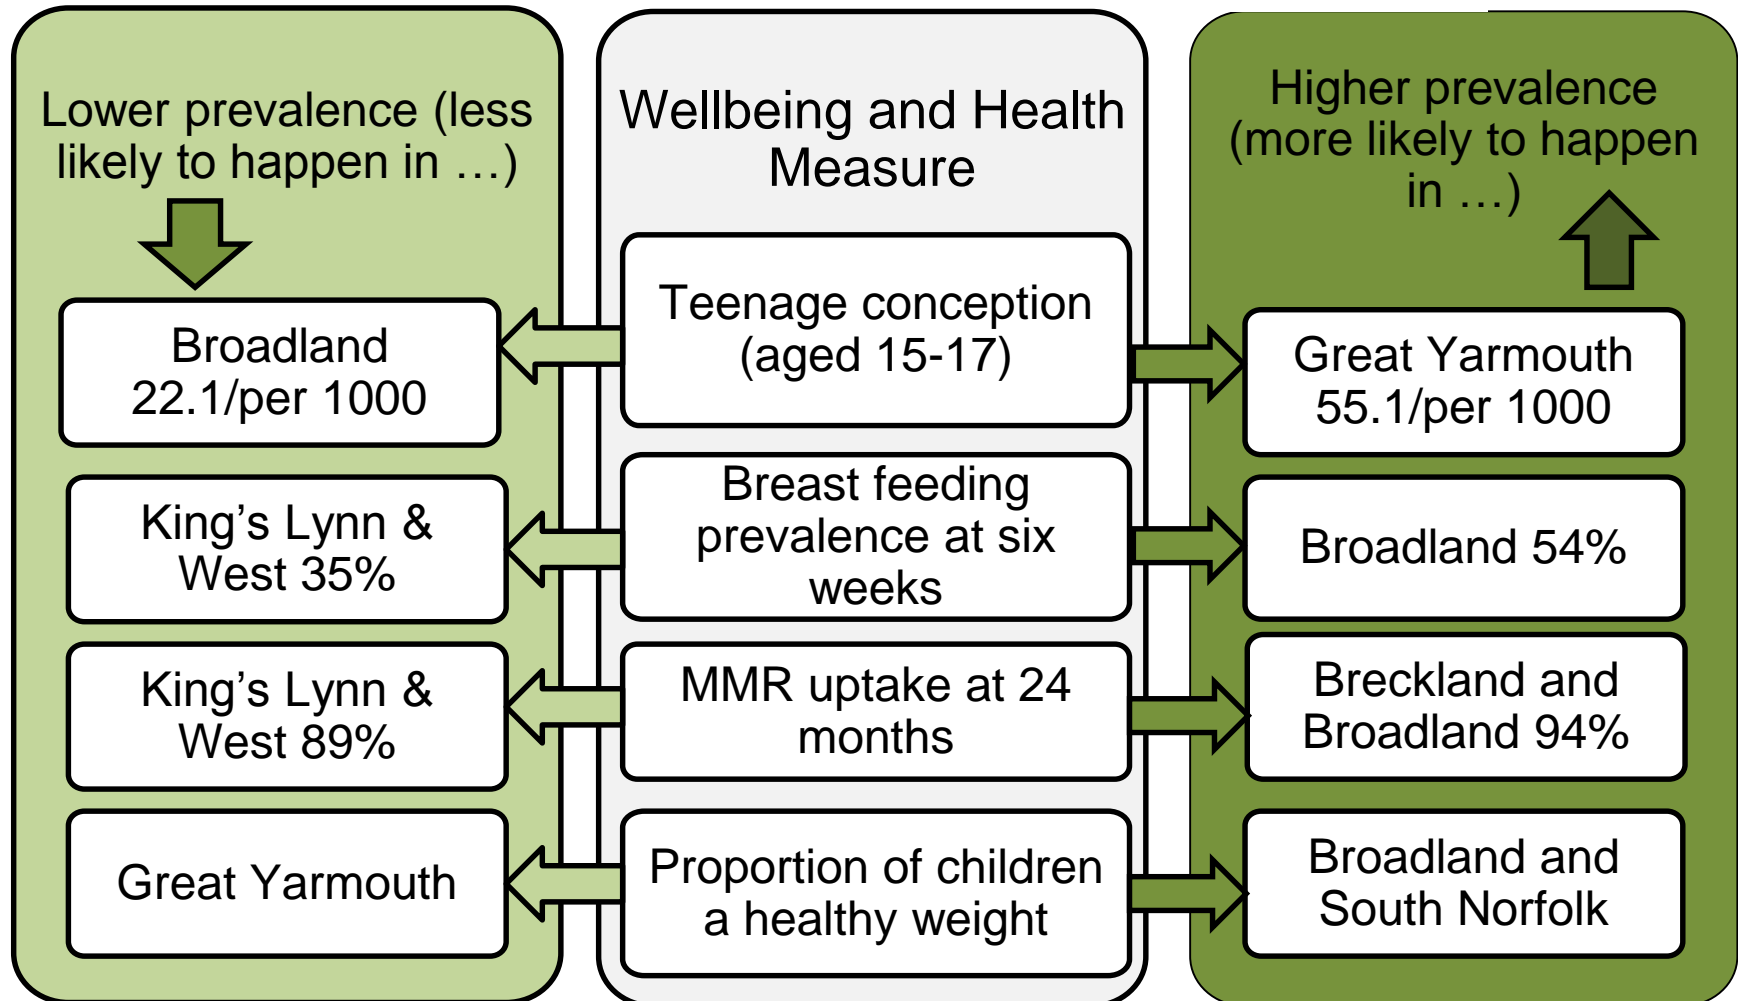 Lower prevalence (less
likely to happen in …)
Broadland
22.1/per 1000
King’s Lynn &
West 35%
King’s Lynn &
West 89%
Great Yarmouth
Wellbeing and Health
Measure
Teenage conception
(aged 15-17)
Breast feeding
prevalence at six
weeks
MMR uptake at 24
months
Proportion of children
a healthy weight
Higher prevalence
(more likely to happen
in …)
Great Yarmouth
55.1/per 1000
Broadland 54%
Breckland and
Broadland 94%
Broadland and
South Norfolk